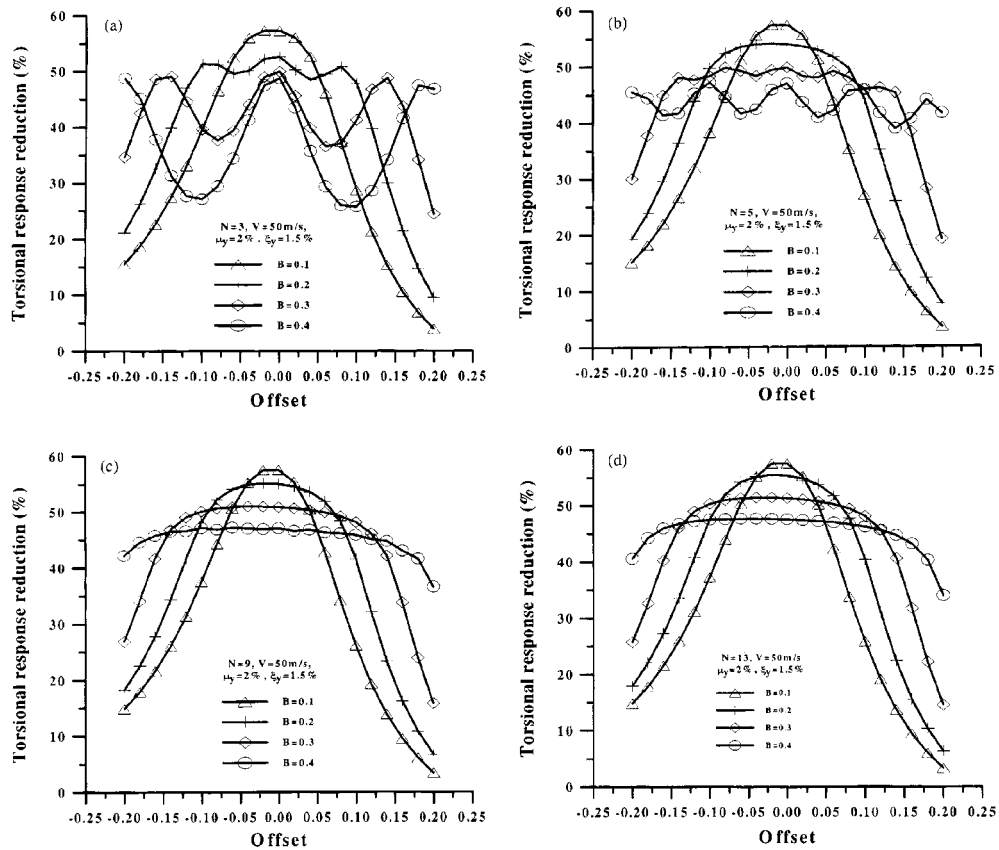 (a)
Torsional response reduction (%)
60
50
40
30
20
10
0
N=3, V=50m/s,
μy=2%, ξy=1.5%
B=0.1
B=0.2
B=0.3
B=0.4
-0.25 -0.20 -0.15 -0.10 -0.05 0.00 0.05 0.10 0.15 0.20 0.25
Offset
(b)
Torsional response reduction (%)
60
50
40
30
20
10
0
N=5, V=50m/s,
μy=2%, ξy=1.5%
B=0.1
B=0.2
B=0.3
B=0.4
-0.25 -0.20 -0.15 -0.10 -0.05 0.00 0.05 0.10 0.15 0.20 0.25
Offset
(c)
Torsional response reduction (%)
60
50
40
30
20
10
0
N=9, V=50m/s,
μy=2%, ξy=1.5%
B=0.1
B=0.2
B=0.3
B=0.4
-0.25 -0.20 -0.15 -0.10 -0.05 0.00 0.05 0.10 0.15 0.20 0.25
Offset
(d)
Torsional response reduction (%)
60
50
40
30
20
10
0
N=13, V=50m/s
μy=2%, ξy=1.5%
B=0.1
B=0.2
B=0.3
B=0.4
-0.25 -0.20 -0.15 -0.10 -0.05 0.00 0.05 0.10 0.15 0.20 0.25
Offset